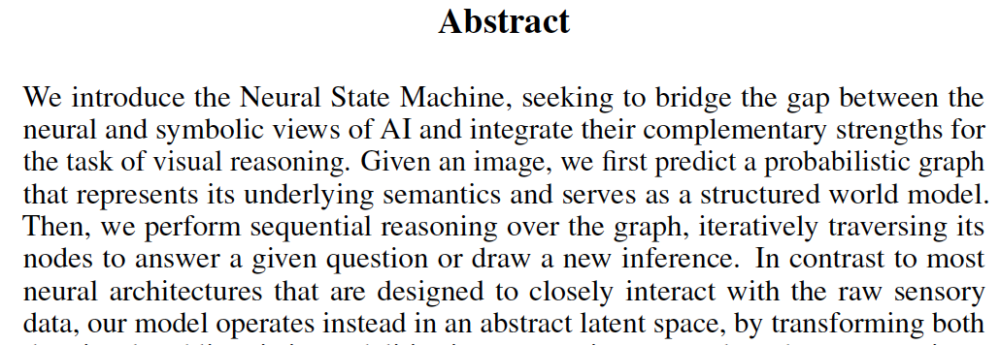 Abstract
We introduce the Neural State Machine, seeking to bridge the gap between the
neural and symbolic views of AI and integrate their complementary strengths for
the task of visual reasoning. Given an image, we first predict a probabilistic graph
that represents its underlying semantics and serves as a structured world model.
Then, we perform sequential reasoning over the graph, iteratively traversing its
nodes to answer a given question or draw a new inference. In contrast to most
neural architectures that are designed to closely interact with the raw sensory
data, our model operates instead in an abstract latent space, by transforming both